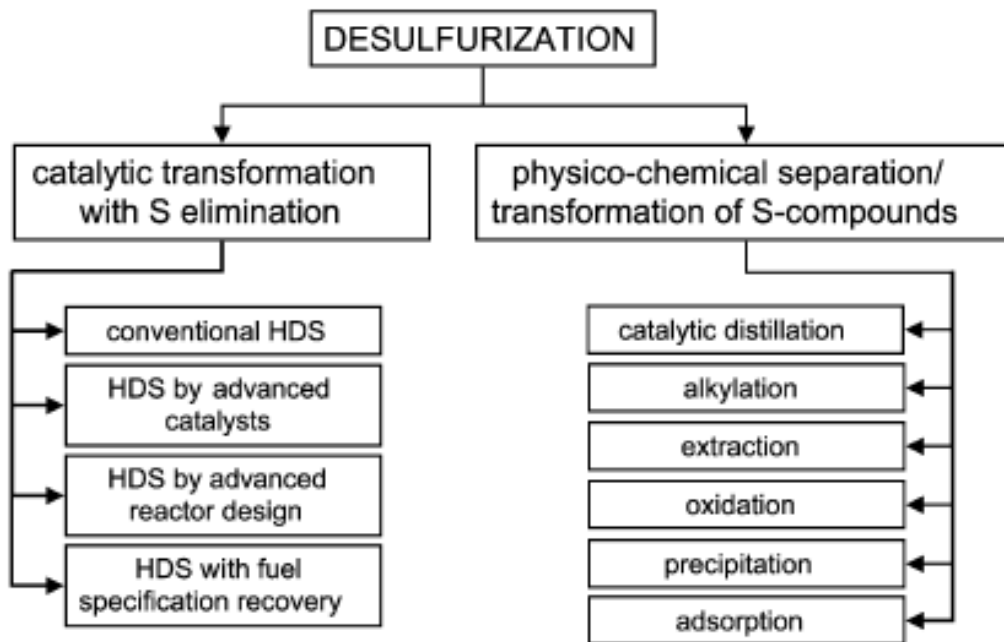 DESULFURIZATION
catalytic transformation
with S elimination
physico-chemical separation/
transformation of S-compounds
conventional HDS
HDS by advanced
catalysts
HDS by advanced
reactor design
HDS with fuel
specification recovery
catalytic distillation
alkylation
extraction
oxidation
precipitation
adsorption